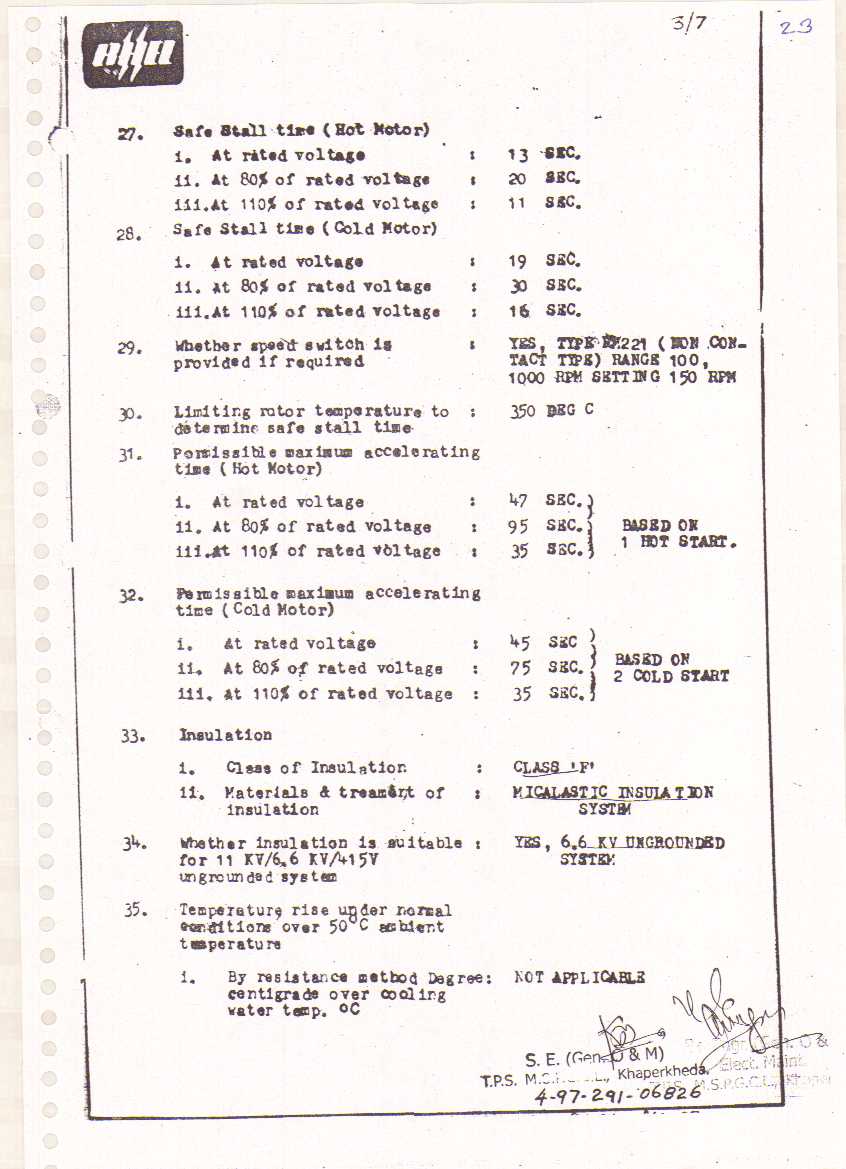 3/7 23
BHEL
27. Safe Stall time (Hot Motor)
i. At rated voltage : 13 SEC.
ii. At 80% of rated voltage : 20 SEC.
iii.At 110% of rated voltage : 11 SEC.
28. Safe Stall time (Cold Motor)
i. At rated voltage : 19 SEC.
ii. At 80% of rated voltage : 30 SEC.
iii.At 110% of rated voltage : 16 SEC.
29. Whether speed switch is : YES, TYPE 221 (NON CON-
provided if required TACT TYPE) RANGE 100,
1000 RPM SETTING 150 RPM
30. Limiting rotor temperature to : 350 DEG C
determine safe stall time
31. Permissible maximum accelerating
time (Hot Motor)
i. At rated voltage : 47 SEC.)
ii. At 80% of rated voltage : 95 SEC.) BASED ON
iii.At 110% of rated voltage : 35 SEC.) 1 HOT START.
32. Permissible maximum accelerating
time (Cold Motor)
i. At rated voltage : 45 SEC )
ii. At 80% of rated voltage : 75 SEC.) BASED ON
iii. At 110% of rated voltage : 35 SEC.) 2 COLD START
33. Insulation
i. Class of Insulation : CLASS 'F'
ii. Materials & treamént of : MICALASTIC INSULATION
insulation SYSTEM
34. Whether insulation is suitable : YES, 6.6 KV UNGROUNDED
for 11 KV/6.6 KV/415V SYSTEM
ungrounded system
35. Temperature rise under normal
conditions over 50°C ambient
temperature
i. By resistance method Degree: NOT APPLICABLE
centigrade over cooling
water temp. °C
S. E. (Gen. O & M)
T.P.S. Khaperkheda.
Elect. Maint.
M.S.P.G.C.L.,
4-97-291-06826